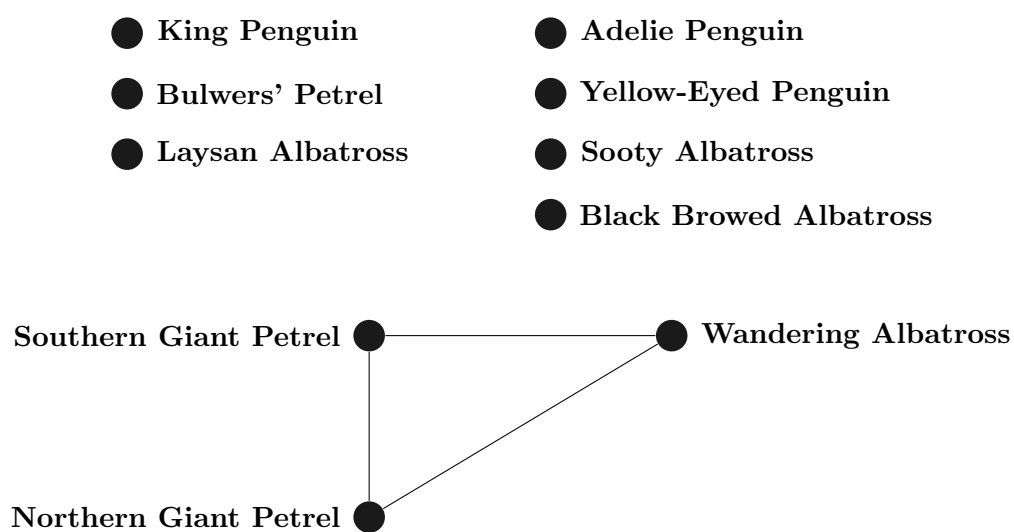 King Penguin
Adelie Penguin
Bulwers' Petrel
Yellow-Eyed Penguin
Laysan Albatross
Sooty Albatross
Black Browed Albatross
Southern Giant Petrel
Wandering Albatross
Northern Giant Petrel